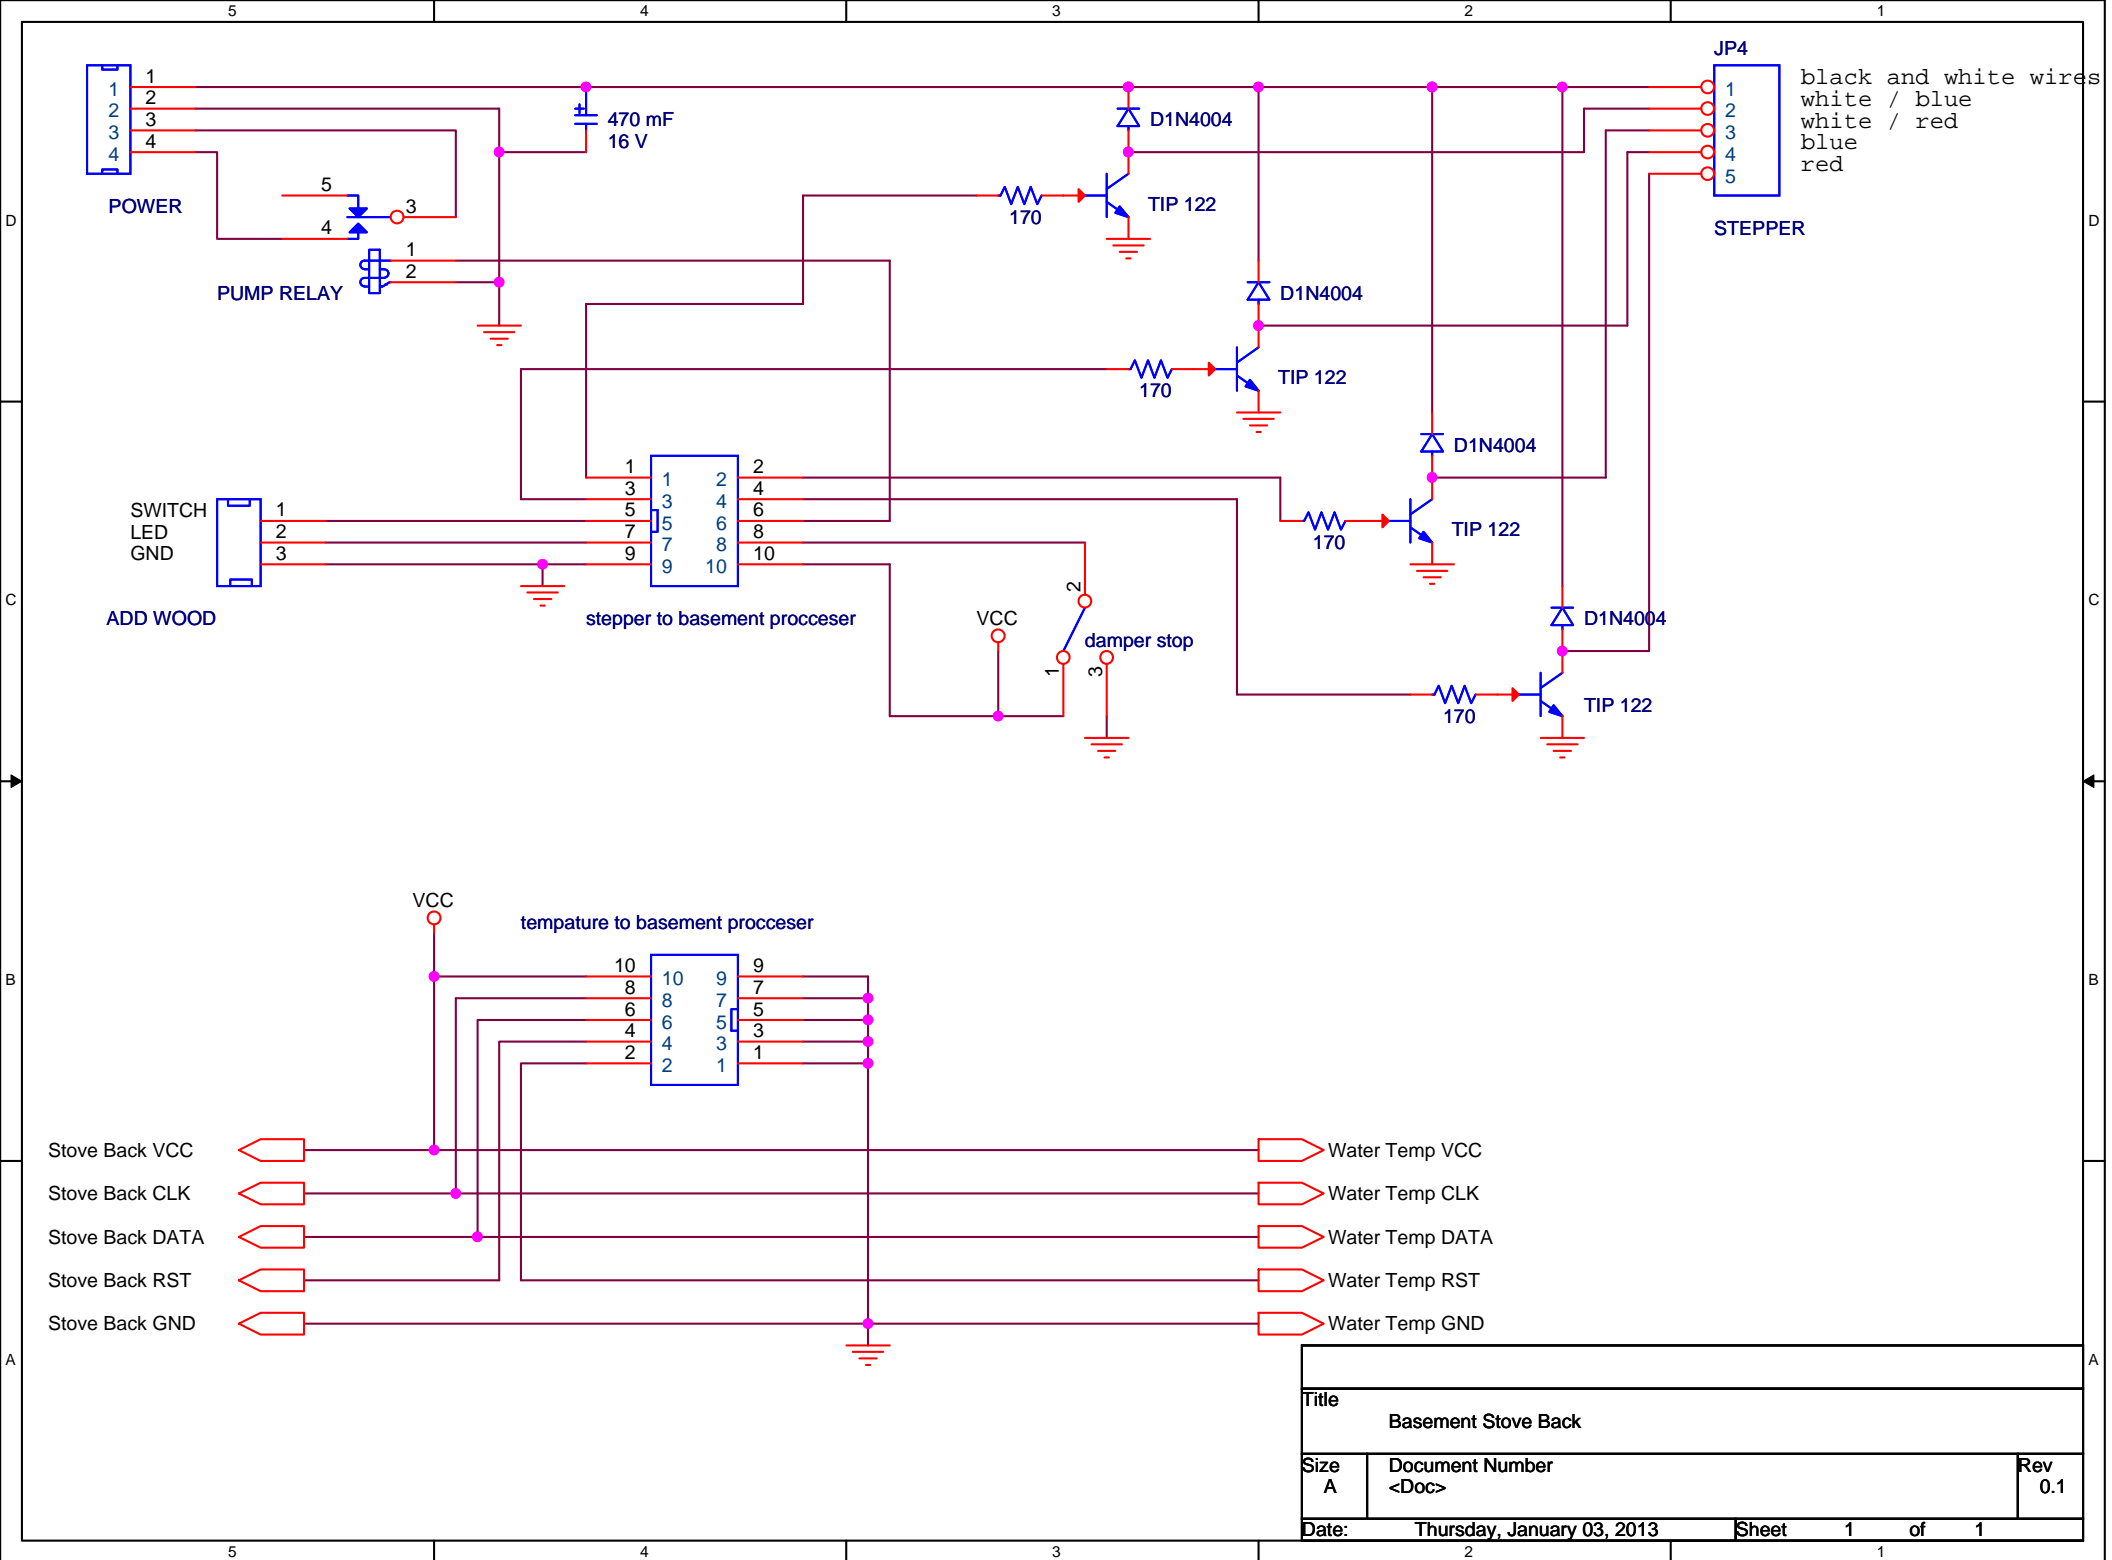 5 4 3 2 1
D
C
B
A
D
C
B
A
5 4 3 2 1
1 1
2 2
3 3
4 4
POWER
5
3
4
1
2
PUMP RELAY
470 mF
16 V
D1N4004
170
TIP 122
D1N4004
170
TIP 122
D1N4004
170
TIP 122
D1N4004
170
TIP 122
JP4
1 black and white wires
2 white / blue
3 white / red
4 blue
5 red
STEPPER
SWITCH 1
LED 2
GND 3
ADD WOOD
1 1 2 2
3 3 4 4
5 5 6 6
7 7 8 8
9 9 10 10
stepper to basement procceser
VCC
2
damper stop
1
3
VCC
tempature to basement procceser
10 10 9 9
8 8 7 7
6 6 5 5
4 4 3 3
2 2 1 1
Stove Back VCC Water Temp VCC
Stove Back CLK Water Temp CLK
Stove Back DATA Water Temp DATA
Stove Back RST Water Temp RST
Stove Back GND Water Temp GND
Title
Basement Stove Back
Size Document Number Rev
A <Doc> 0.1
Date: Thursday, January 03, 2013 Sheet 1 of 1